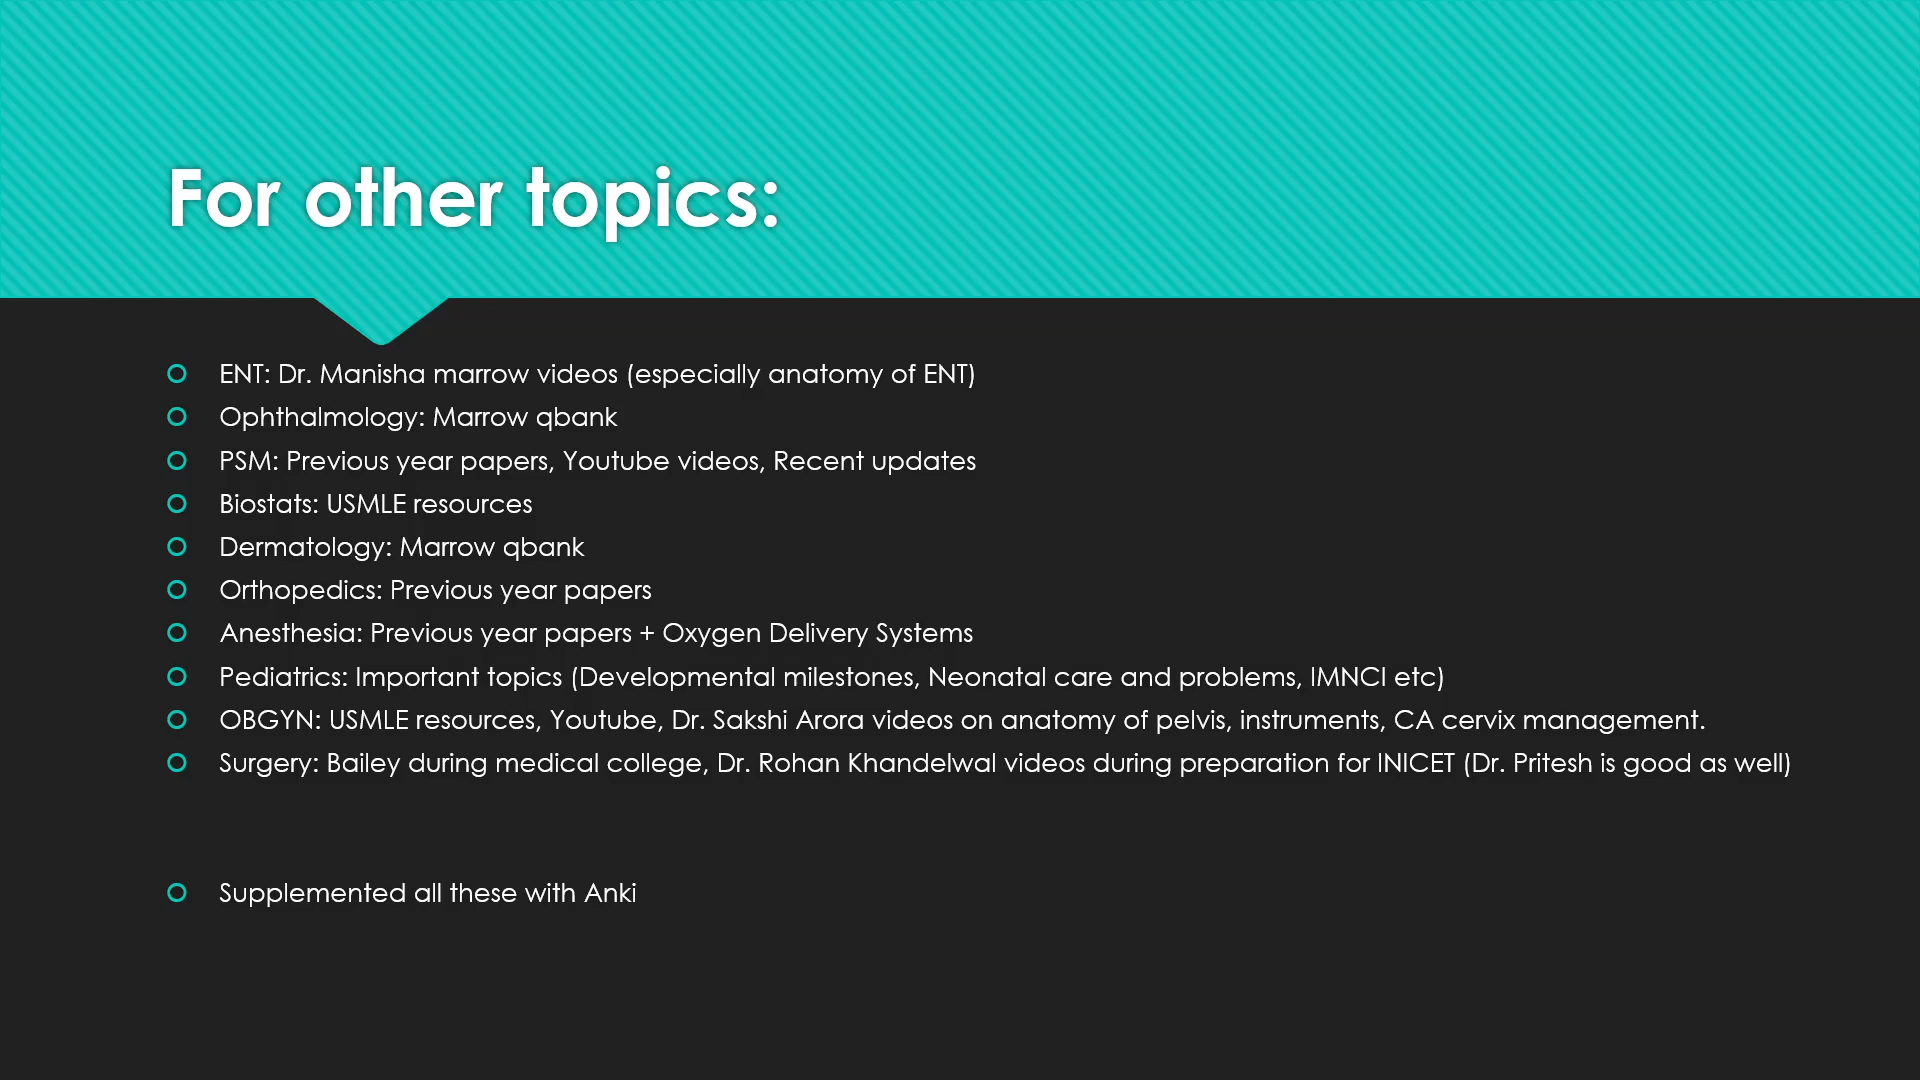 For other topics:
ENT: Dr. Manisha marrow videos (especially anatomy of ENT)
Ophthalmology: Marrow qbank
PSM: Previous year papers, Youtube videos, Recent updates
Biostats: USMLE resources
Dermatology: Marrow qbank
Orthopedics: Previous year papers
Anesthesia: Previous year papers + Oxygen Delivery Systems
Pediatrics: Important topics (Developmental milestones, Neonatal care and problems, IMNCI etc)
OBGYN: USMLE resources, Youtube, Dr. Sakshi Arora videos on anatomy of pelvis, instruments, CA cervix management.
Surgery: Bailey during medical college, Dr. Rohan Khandelwal videos during preparation for INICET (Dr. Pritesh is good as well)
Supplemented all these with Anki